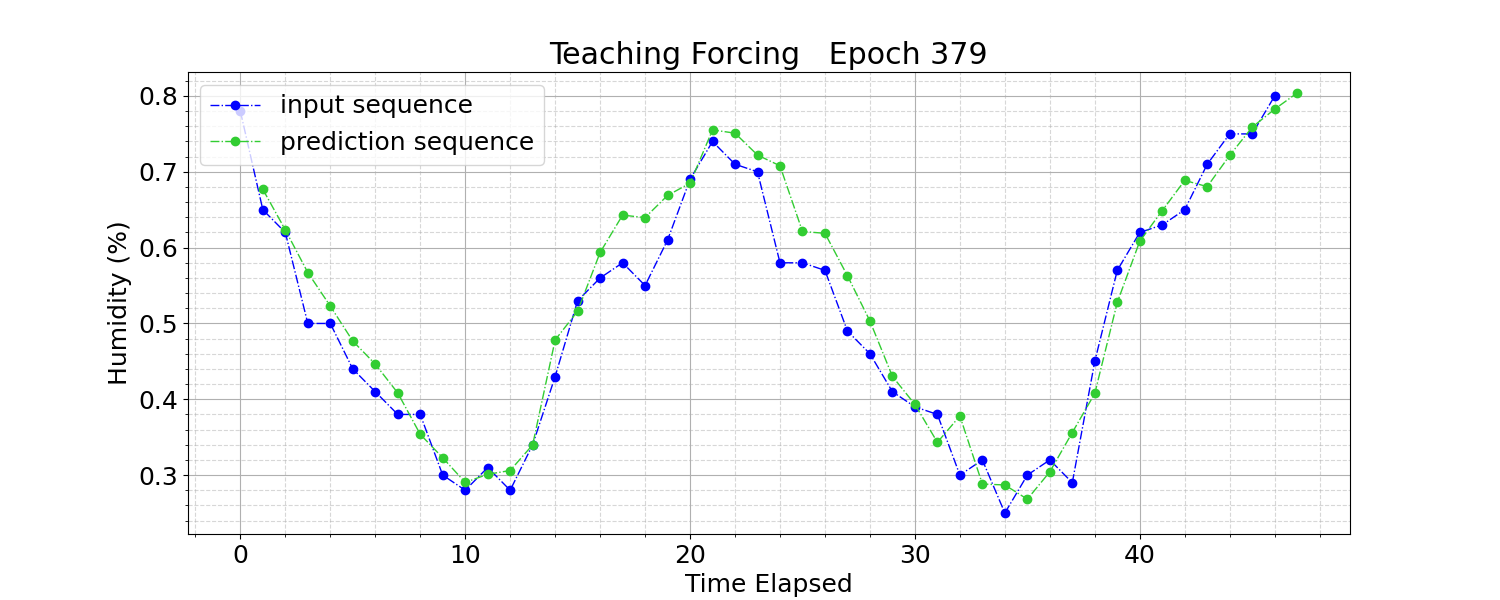 Teaching Forcing   Epoch 379
input sequence
prediction sequence
0.8
0.7
0.6
0.5
0.4
0.3
Humidity (%)
0 10 20 30 40
Time Elapsed